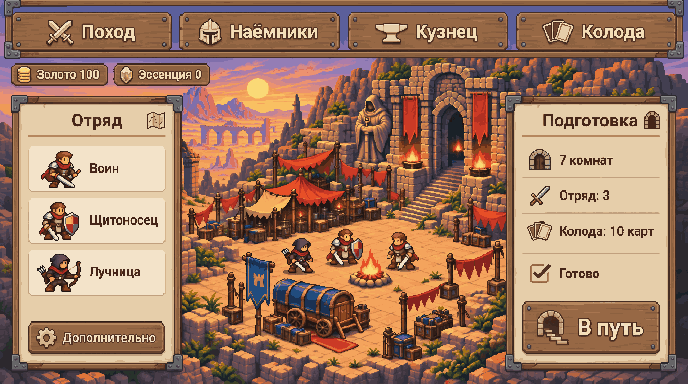 Поход
Наёмники
Кузнец
Колода
Золото 100
Эссенция 0
Отряд
Воин
Щитоносец
Лучница
Дополнительно
Подготовка
7 комнат
Отряд: 3
Колода: 10 карт
Готово
В путь